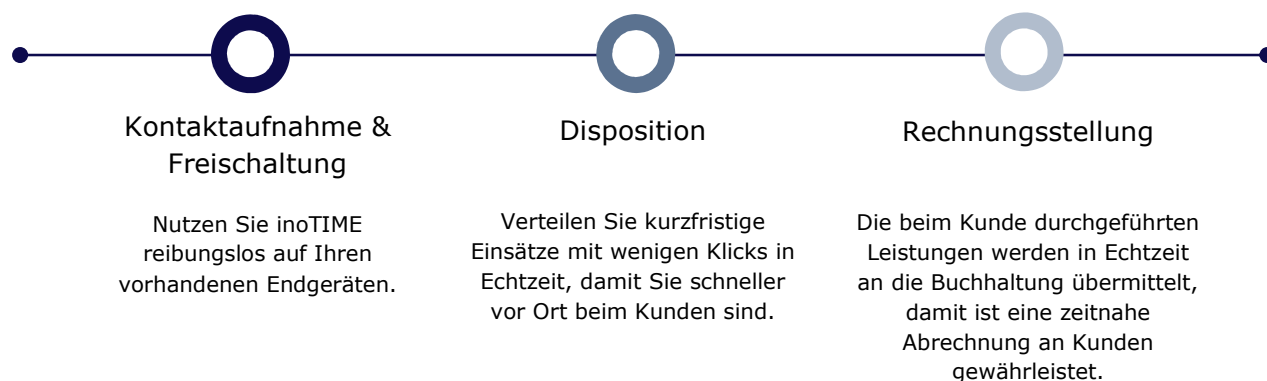 Kontaktaufnahme &
Freischaltung
Nutzen Sie inoTIME
reibungslos auf Ihren
vorhandenen Endgeräten.
Disposition
Verteilen Sie kurzfristige
Einsätze mit wenigen Klicks in
Echtzeit, damit Sie schneller
vor Ort beim Kunden sind.
Rechnungsstellung
Die beim Kunde durchgeführten
Leistungen werden in Echtzeit
an die Buchhaltung übermittelt,
damit ist eine zeitnahe
Abrechnung an Kunden
gewährleistet.